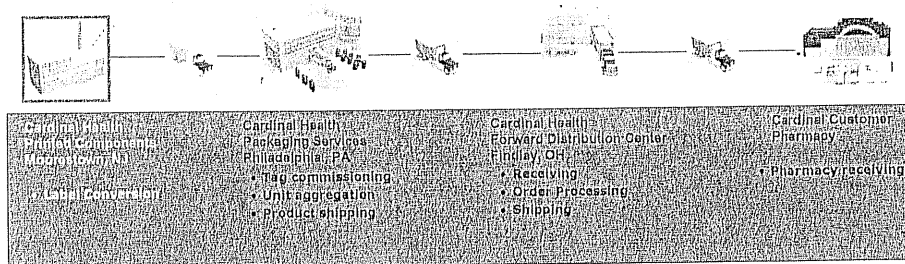 Cardinal Health
Printed Components
Moorestown, NJ
• Label Conversion
Cardinal Health
Packaging Services
Philadelphia, PA
• Tag commissioning
• Unit aggregation
• Product shipping
Cardinal Health
Forward Distribution Center
Findlay, OH
• Receiving
• Order Processing
• Shipping
Cardinal Customer
Pharmacy
• Pharmacy receiving